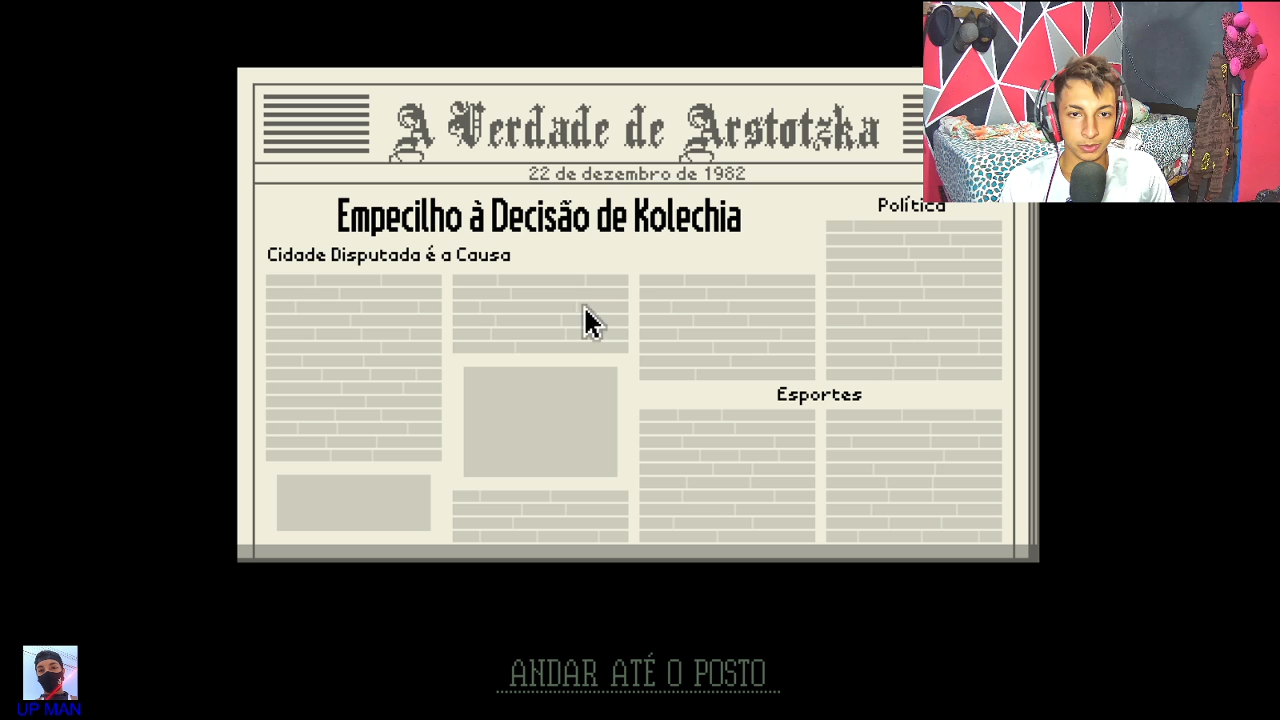 A Verdade de Arstotzka
22 de dezembro de 1982
Empecilho à Decisão de Kolechia
Política
Cidade Disputada é a Causa
Esportes
ANDAR ATÉ O POSTO
UP MAN